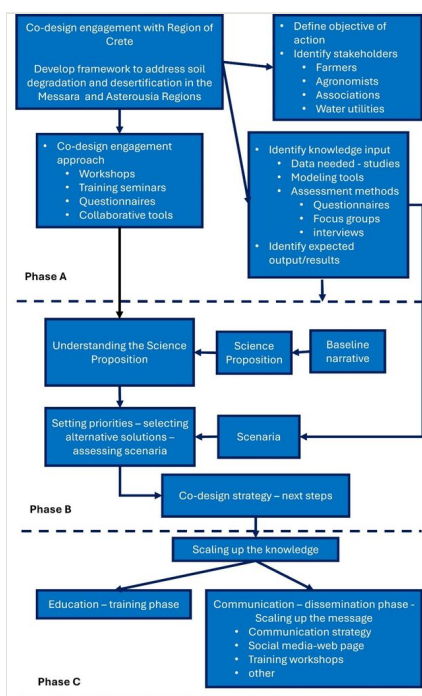 Co-design engagement with Region of
Crete
Develop framework to address soil
degradation and desertification in the
Messara and Asterousia Regions
• Define objective of
action
• Identify stakeholders
• Farmers
• Agronomists
• Associations
• Water utilities
• Co-design engagement
approach
• Workshops
• Training seminars
• Questionnaires
• Collaborative tools
• Identify knowledge input
• Data needed - studies
• Modeling tools
• Assessment methods
• Questionnaires
• Focus groups
• interviews
• Identify expected
output/results
Phase A
Understanding the Science
Proposition
Science
Proposition
Baseline
narrative
Setting priorities – selecting
alternative solutions –
assessing scenaria
Scenaria
Co-design strategy – next steps
Phase B
Scaling up the knowledge
Education – training phase
Communication – dissemination phase -
Scaling up the message
• Communication strategy
• Social media-web page
• Training workshops
• other
Phase C